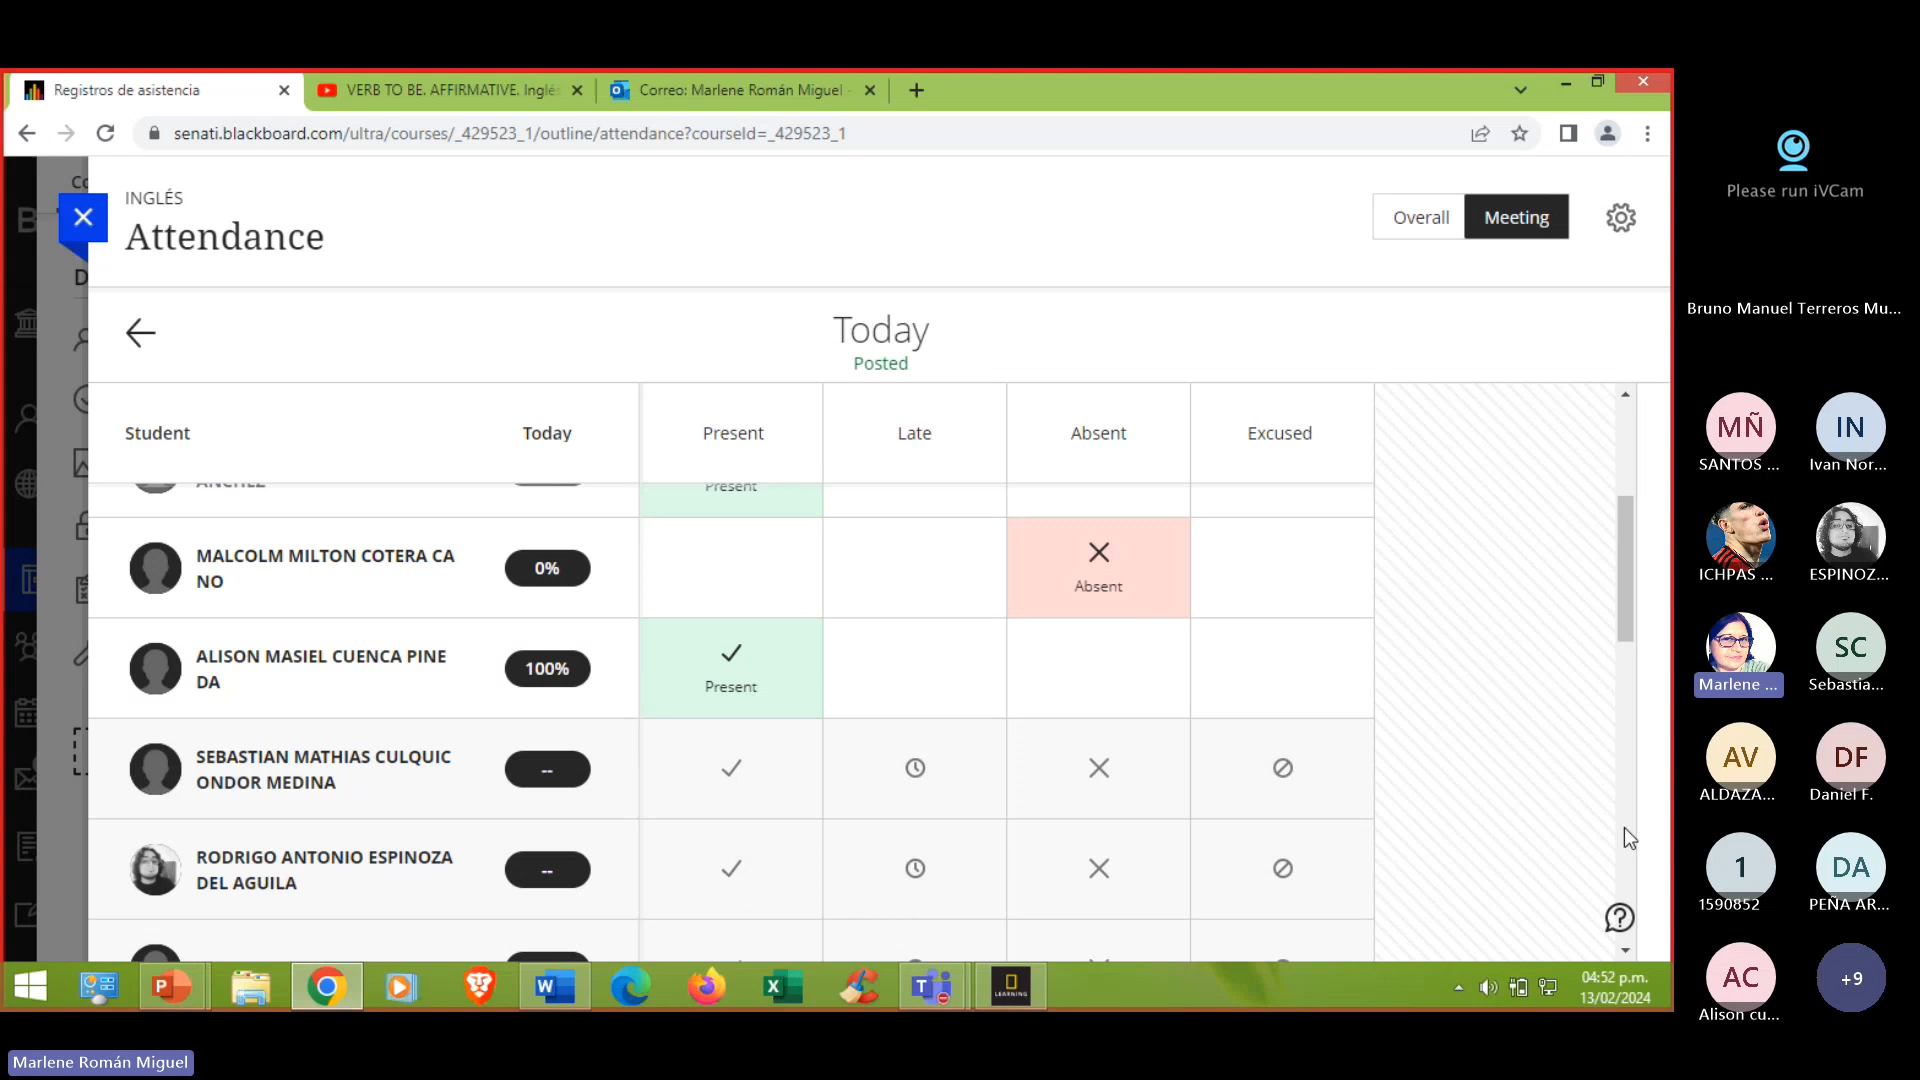 Registros de asistencia
VERB TO BE. AFFIRMATIVE. Inglé
Correo: Marlene Román Miguel -
senati.blackboard.com/ultra/courses/_429523_1/outline/attendance?courseId=_429523_1
INGLÉS
Attendance
Overall
Meeting
Today
Posted
Student
Today
Present
Late
Absent
Excused
Present
MALCOLM MILTON COTERA CA
NO
0%
Absent
ALISON MASIEL CUENCA PINE
DA
100%
Present
SEBASTIAN MATHIAS CULQUIC
ONDOR MEDINA
--
RODRIGO ANTONIO ESPINOZA
DEL AGUILA
--
LEARNING
04:52 p.m.
13/02/2024
Please run iVCam
Bruno Manuel Terreros Mu...
MÑ
SANTOS ...
IN
Ivan Nor...
ICHPAS ...
ESPINOZ...
Marlene ...
SC
Sebastia...
AV
ALDAZA...
DF
Daniel F.
1
1590852
DA
PEÑA AR...
AC
Alison cu...
+9
Marlene Román Miguel